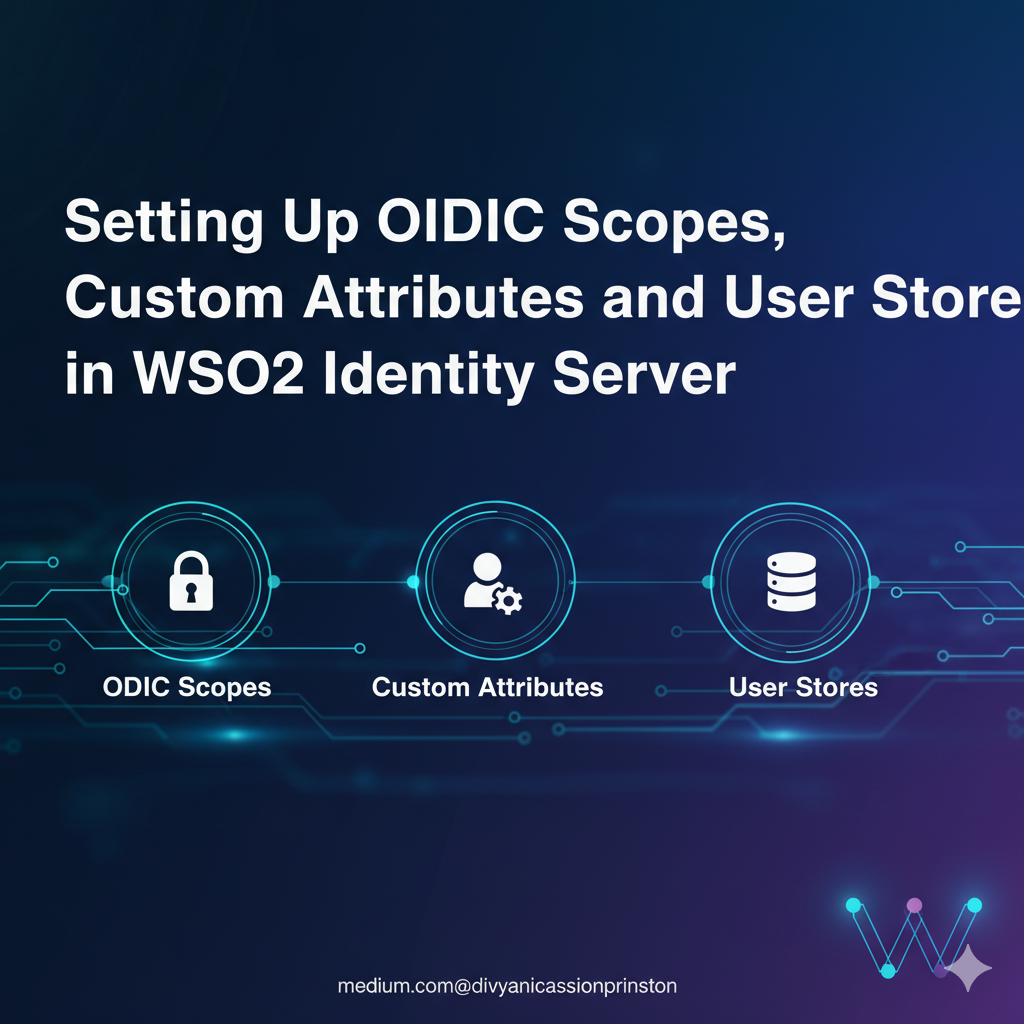 Setting Up OIDIC Scopes,
Custom Attributes and User Store
in WSO2 Identity Server
ODIC Scopes
Custom Attributes
User Stores
medium.com@divyanicassionprinston